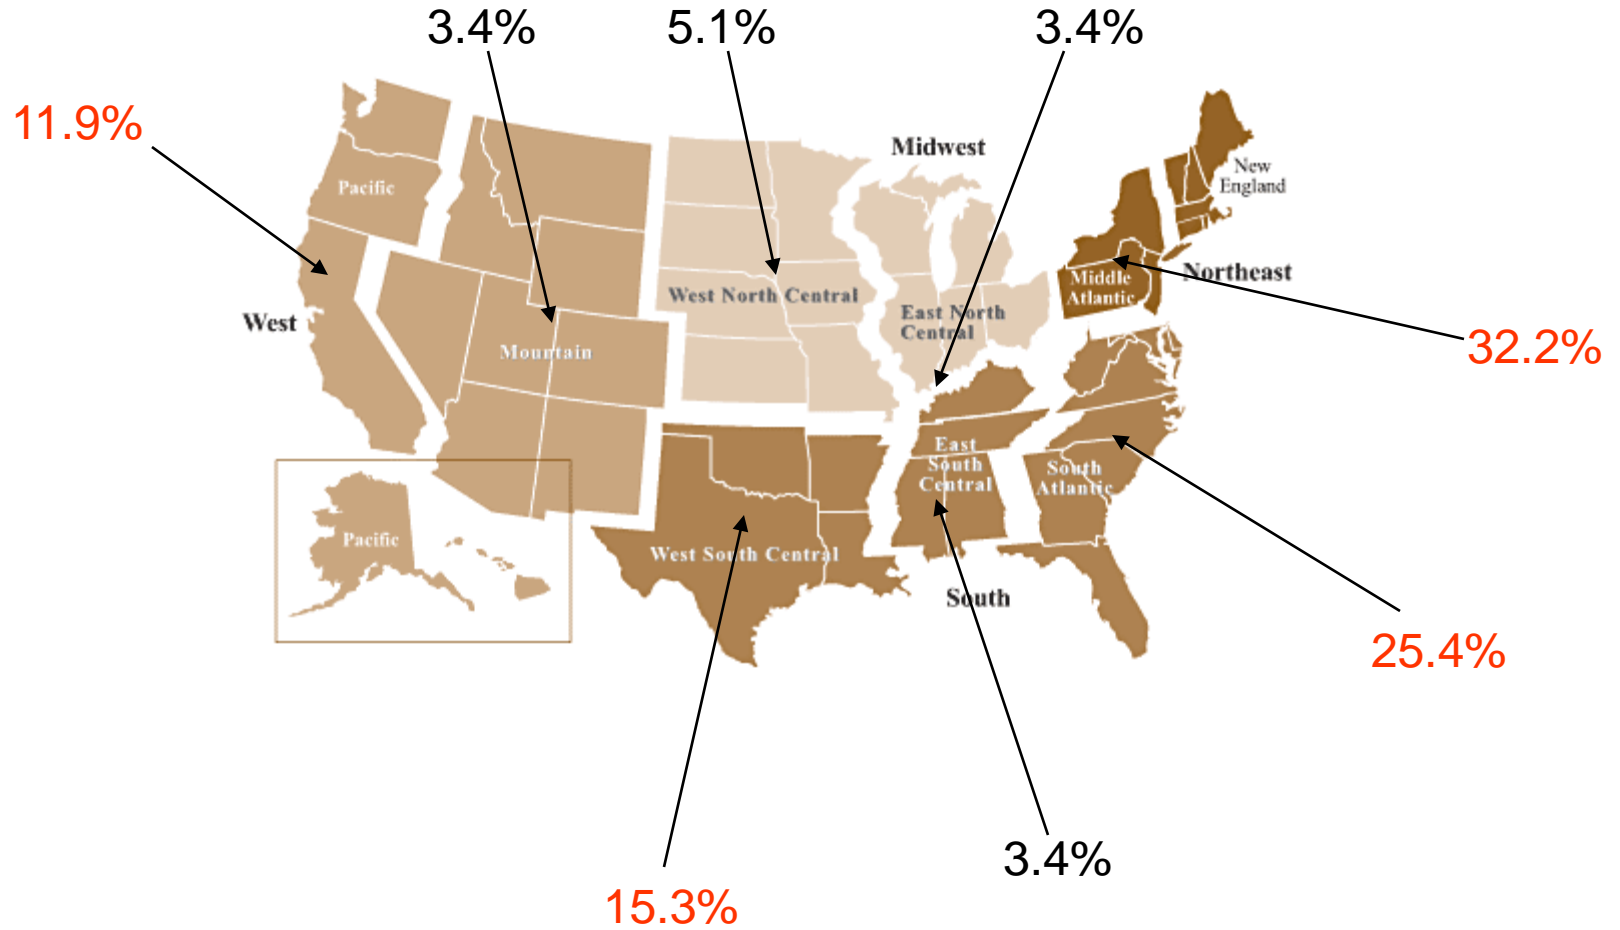 3.4%
5.1%
3.4%
11.9%
Midwest
New
England
Pacific
Northeast
Middle
Atlantic
West North Central
East North
Central
West
Mountain
32.2%
East
South
Central
South
Atlantic
Pacific
West South Central
South
25.4%
3.4%
15.3%